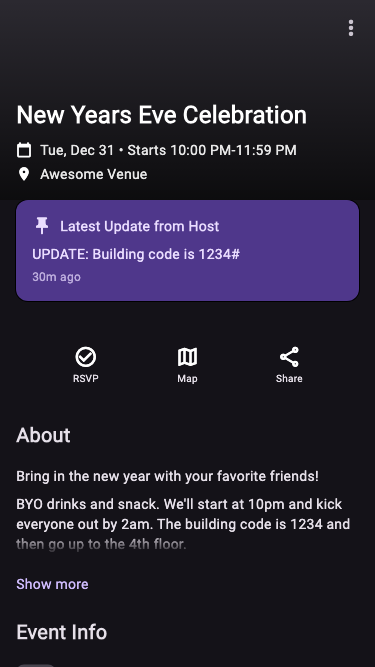 New Years Eve Celebration
Tue, Dec 31 • Starts 10:00 PM-11:59 PM
Awesome Venue
Latest Update from Host
UPDATE: Building code is 1234#
30m ago
RSVP
Map
Share
About
Bring in the new year with your favorite friends!
BYO drinks and snack. We'll start at 10pm and kick
everyone out by 2am. The building code is 1234 and
then go up to the 4th floor.
Show more
Event Info